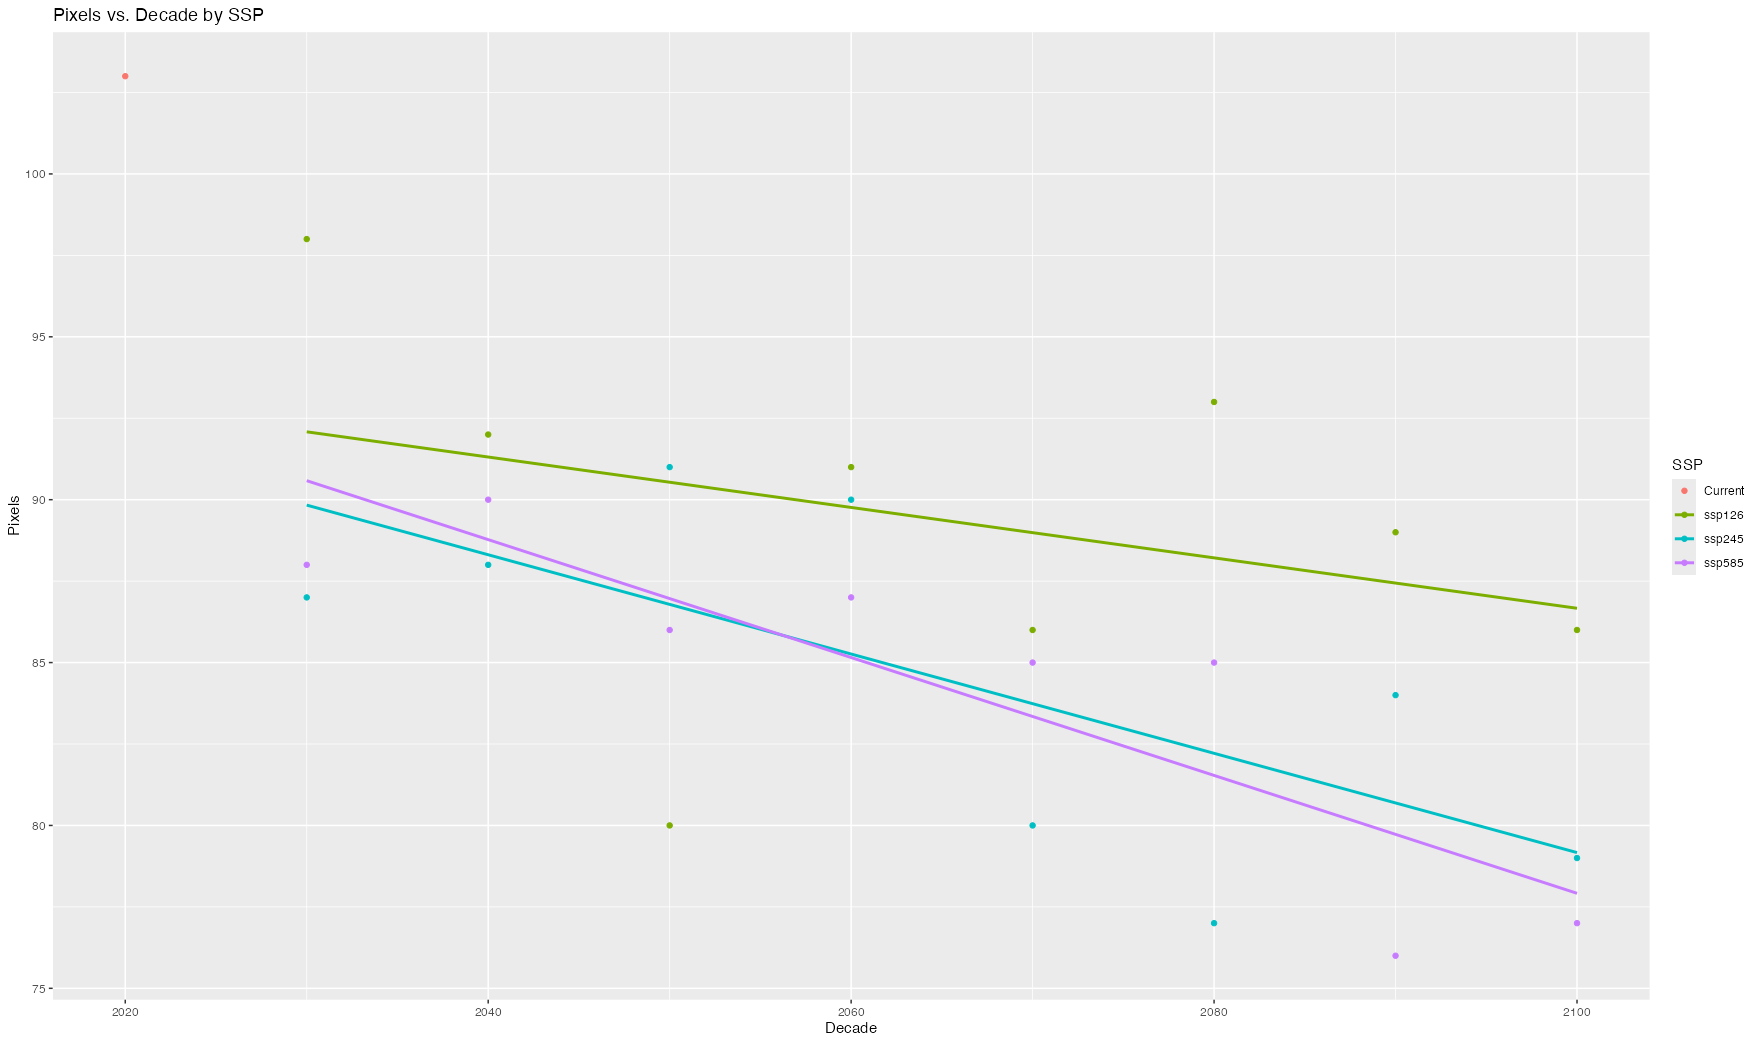 Pixels vs. Decade by SSP
Pixels
100
95
90
85
80
75
2020
2040
2060
2080
2100
Decade
SSP
Current
ssp126
ssp245
ssp585